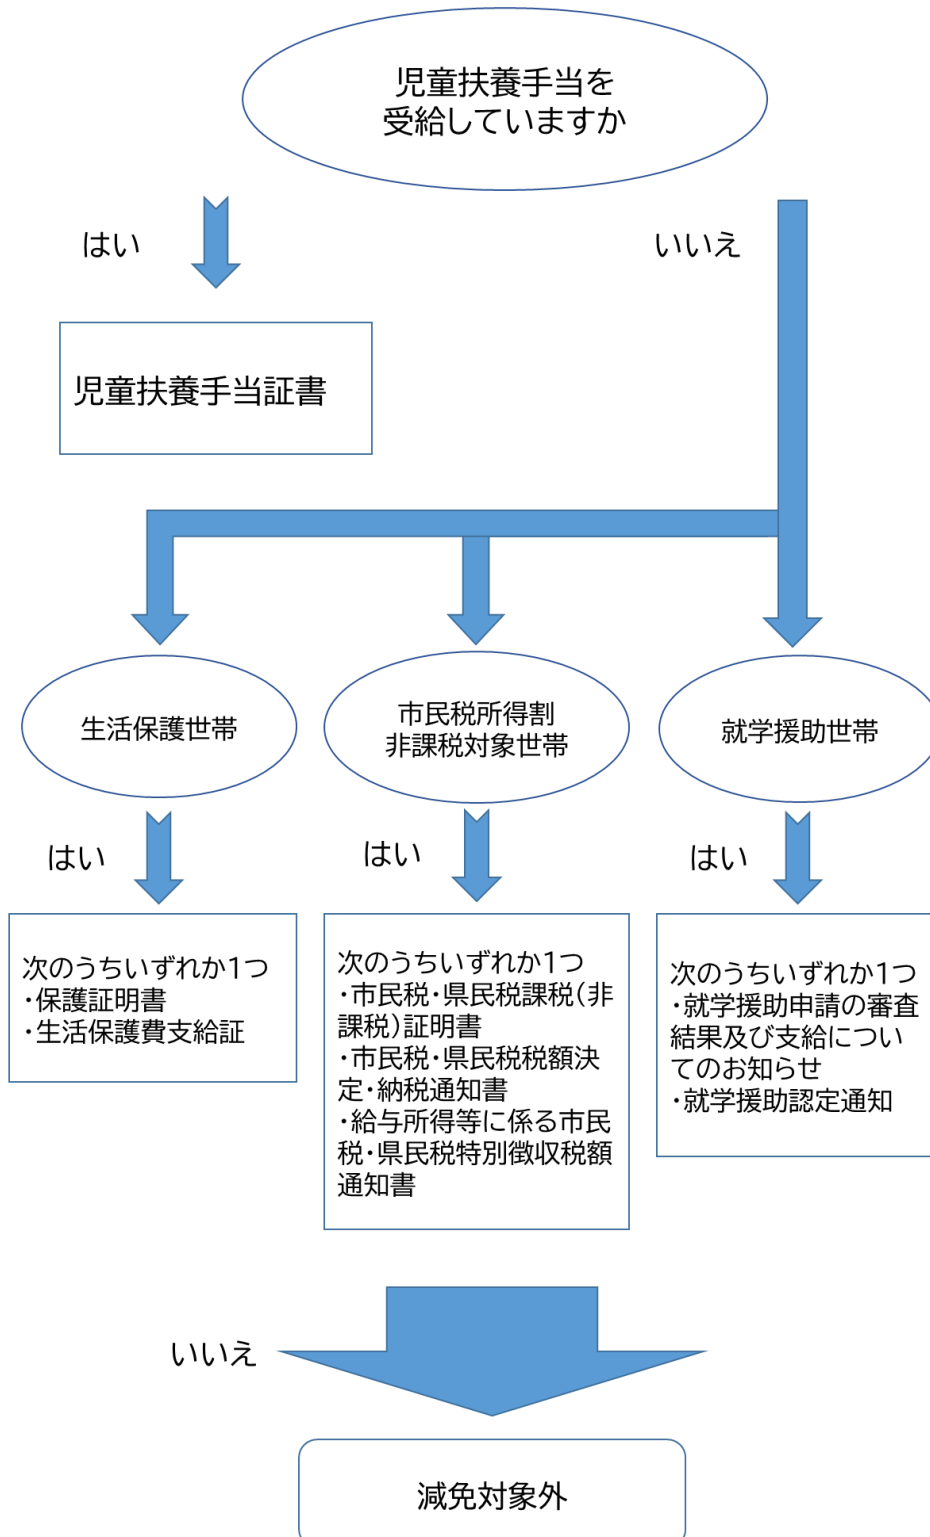 児童扶養手当を
受給していますか
はい
いいえ
児童扶養手当証書
生活保護世帯
市民税所得割
非課税対象世帯
就学援助世帯
はい
はい
はい
次のうちいずれか1つ
・保護証明書
・生活保護費支給証
次のうちいずれか1つ
・市民税・県民税課税(非
課税)証明書
・市民税・県民税税額決
定・納税通知書
・給与所得等に係る市民
税・県民税特別徴収税額
通知書
次のうちいずれか1つ
・就学援助申請の審査
結果及び支給につい
てのお知らせ
・就学援助認定通知
いいえ
減免対象外